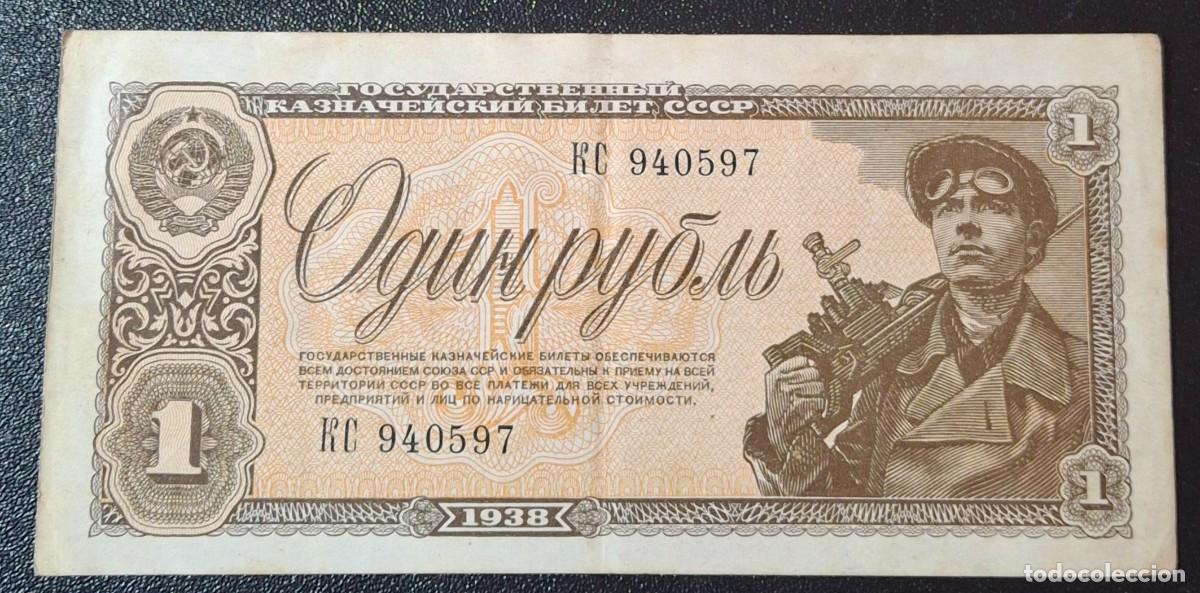 ГОСУДАРСТВЕННЫЙ
КАЗНАЧЕЙСКИЙ БИЛЕТ СССР
1
КС 940597
Один рубль
ГОСУДАРСТВЕННЫЕ КАЗНАЧЕЙСКИЕ БИЛЕТЫ ОБЕСПЕЧИВАЮТСЯ
ВСЕМ ДОСТОЯНИЕМ СОЮЗА ССР И ОБЯЗАТЕЛЬНЫ К ПРИЕМУ НА ВСЕЙ
ТЕРРИТОРИИ СССР ВО ВСЕ ПЛАТЕЖИ ДЛЯ ВСЕХ УЧРЕЖДЕНИЙ,
ПРЕДПРИЯТИЙ И ЛИЦ ПО НАРИЦАТЕЛЬНОЙ СТОИМОСТИ.
1
КС 940597
1
1938
todocoleccion